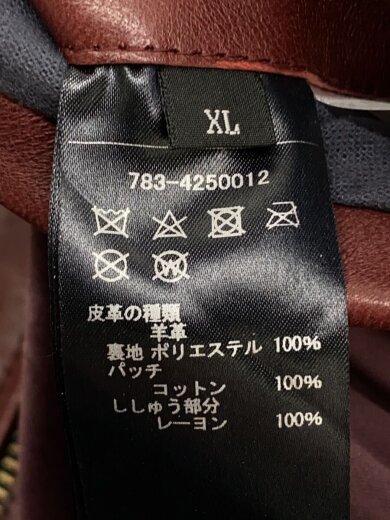 XL
783-4250012
皮革の種類
羊革
裏地 ポリエステル 100%
パッチ
コットン 100%
ししゅう部分
レーヨン 100%